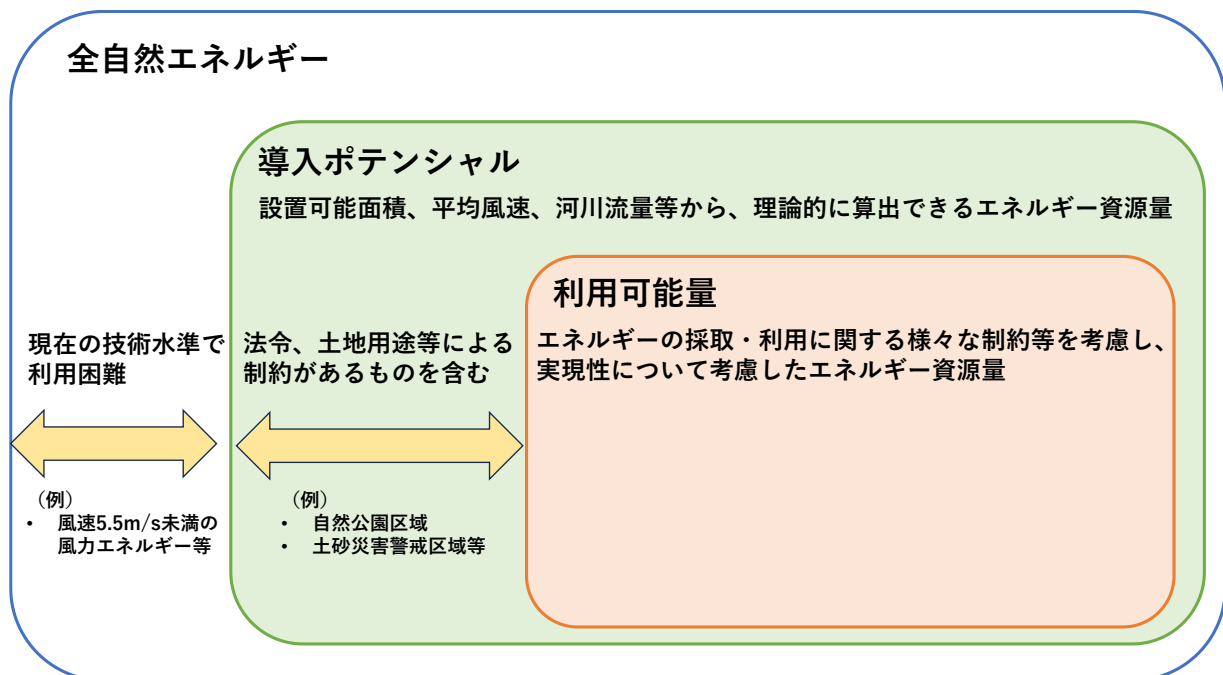 全自然エネルギー
導入ポテンシャル
設置可能面積、平均風速、河川流量等から、理論的に算出できるエネルギー資源量
利用可能量
エネルギーの採取・利用に関する様々な制約等を考慮し、
実現性について考慮したエネルギー資源量
現在の技術水準で
利用困難
法令、土地用途等による
制約があるものを含む
（例）
• 風速5.5m/s未満の
風力エネルギー等
（例）
• 自然公園区域
• 土砂災害警戒区域等